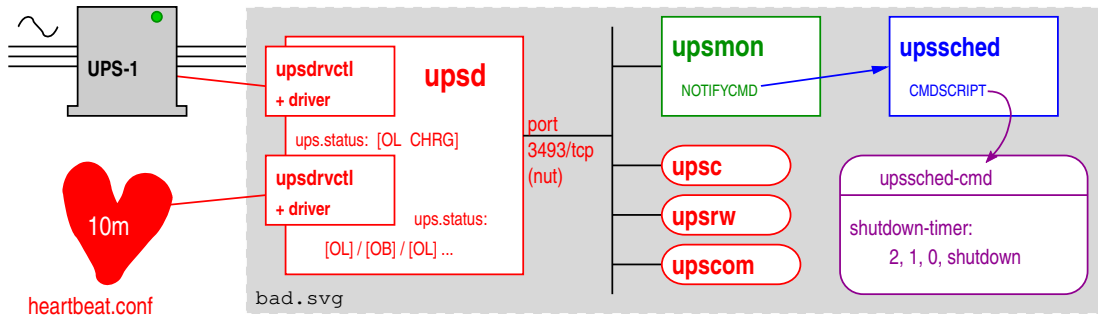 UPS-1
10m
heartbeat.conf
upsdrvctl
+ driver
upsd
ups.status: [OL CHRG]
upsdrvctl
+ driver
ups.status:
[OL] / [OB] / [OL] ...
bad.svg
port
3493/tcp
(nut)
upsmon
NOTIFYCMD
upssched
CMDSCRIPT
upsc
upsrw
upscom
upssched-cmd
shutdown-timer:
2, 1, 0, shutdown